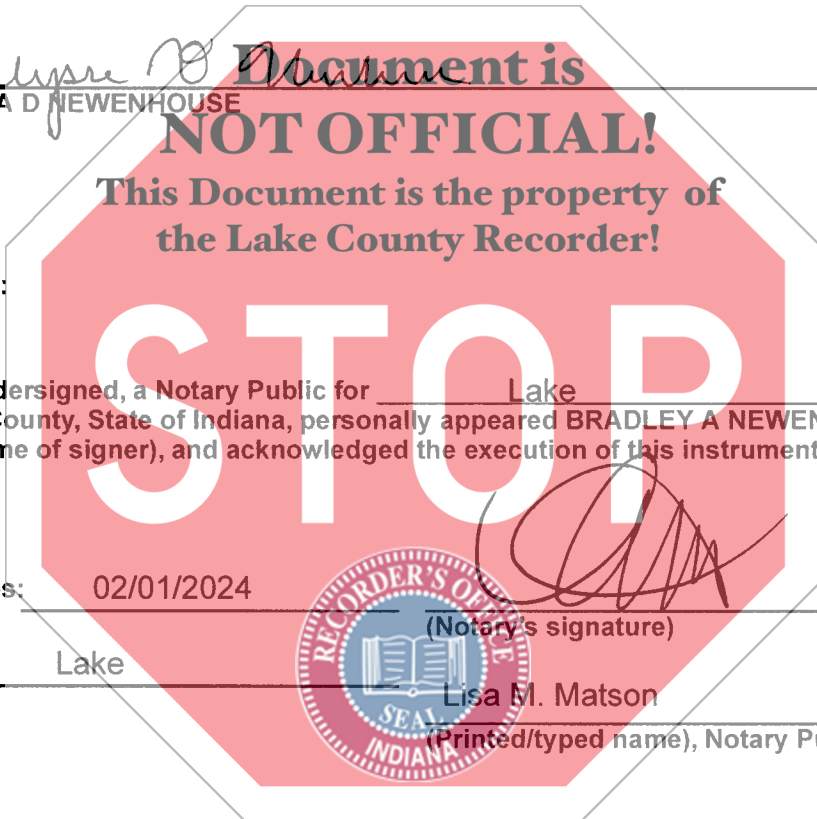 Document is
A D NEWENHOUSE
NOT OFFICIAL!
This Document is the property of
the Lake County Recorder!
STOP
dersigned, a Notary Public for Lake
County, State of Indiana, personally appeared BRADLEY A NEWEN
me of signer), and acknowledged the execution of this instrument
s: 02/01/2024
(Notary's signature)
RECORDER'S OFFICE
Lake
Lisa M. Matson
SEAL
INDIANA
(Printed/typed name), Notary Pu